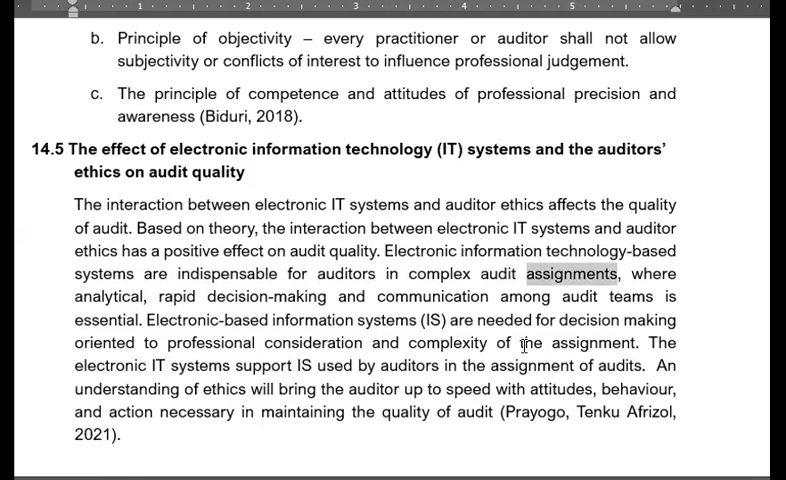 1 2 3 4 5
b. Principle of objectivity – every practitioner or auditor shall not allow
subjectivity or conflicts of interest to influence professional judgement.
c. The principle of competence and attitudes of professional precision and
awareness (Biduri, 2018).
14.5 The effect of electronic information technology (IT) systems and the auditors’
ethics on audit quality
The interaction between electronic IT systems and auditor ethics affects the quality
of audit. Based on theory, the interaction between electronic IT systems and auditor
ethics has a positive effect on audit quality. Electronic information technology-based
systems are indispensable for auditors in complex audit assignments, where
analytical, rapid decision-making and communication among audit teams is
essential. Electronic-based information systems (IS) are needed for decision making
oriented to professional consideration and complexity of the assignment. The
electronic IT systems support IS used by auditors in the assignment of audits. An
understanding of ethics will bring the auditor up to speed with attitudes, behaviour,
and action necessary in maintaining the quality of audit (Prayogo, Tenku Afrizol,
2021).